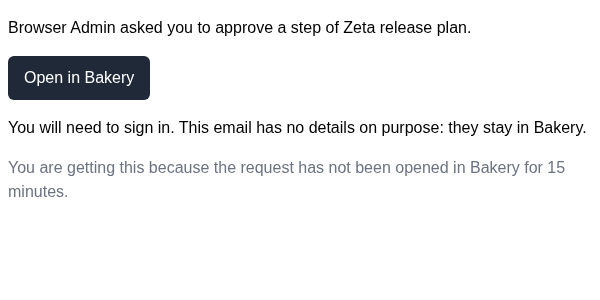 Browser Admin asked you to approve a step of Zeta release plan.
Open in Bakery
You will need to sign in. This email has no details on purpose: they stay in Bakery.
You are getting this because the request has not been opened in Bakery for 15
minutes.